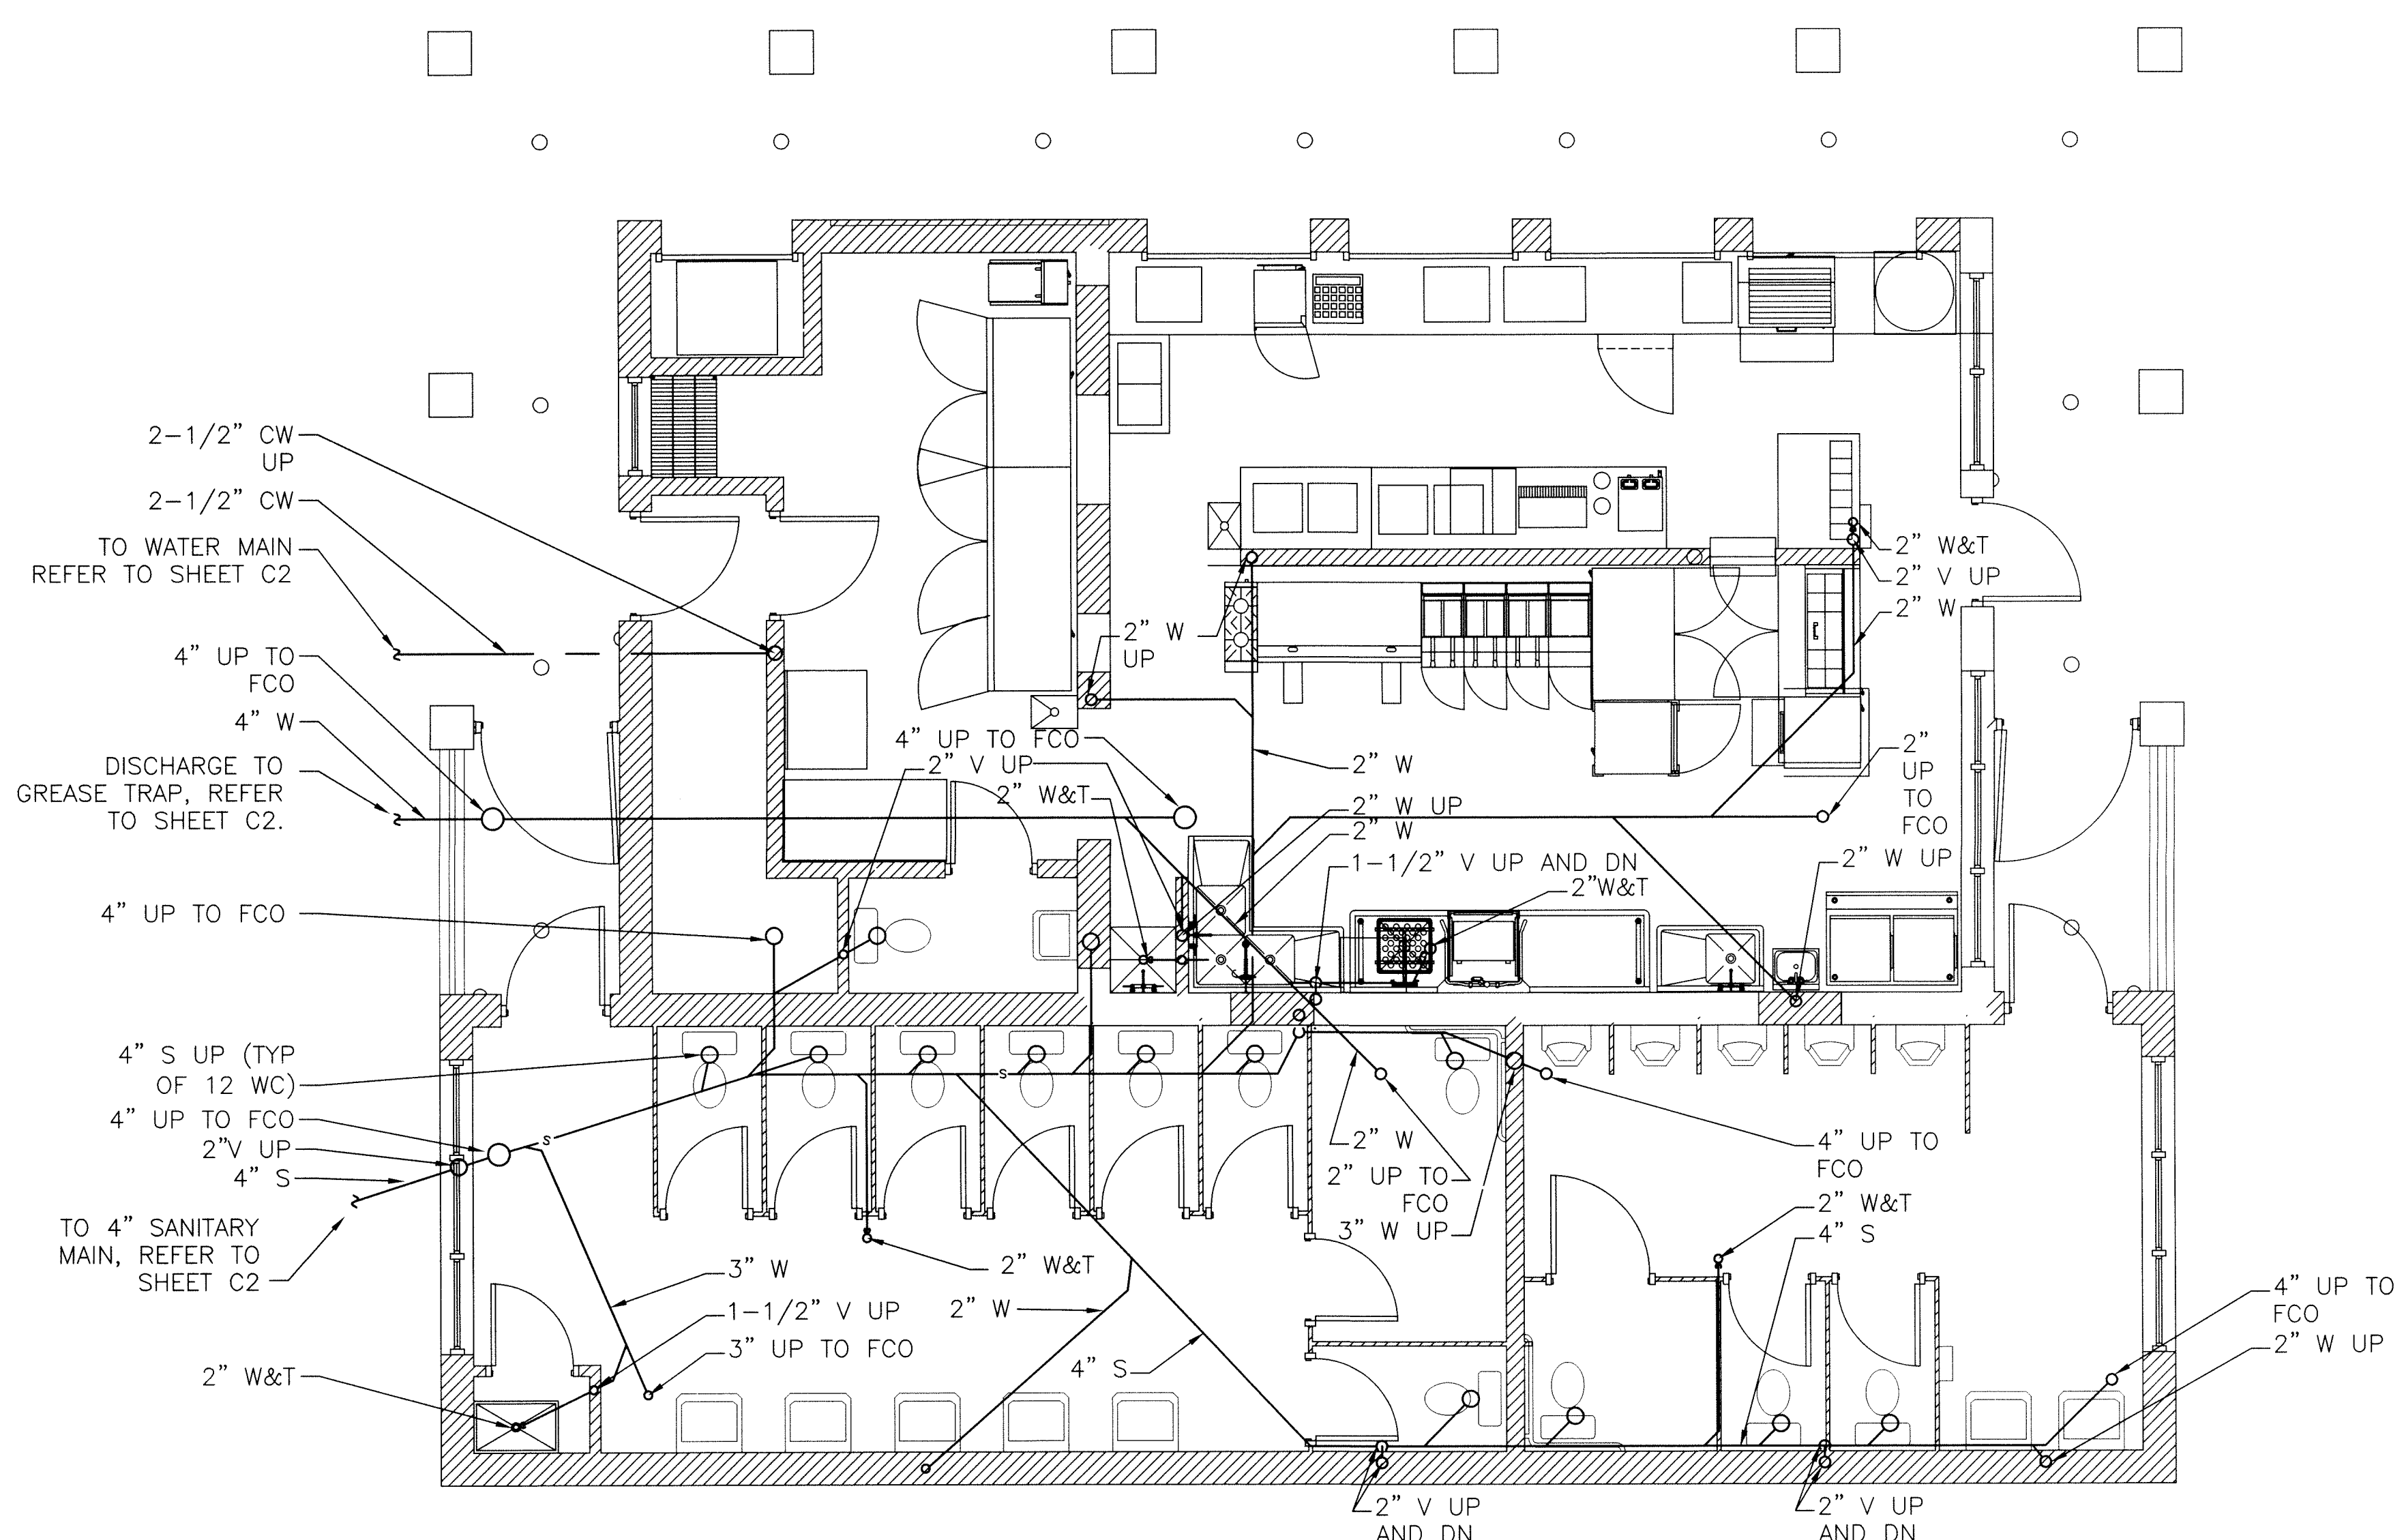 2-1/2" CW
UP
2-1/2" CW
TO WATER MAIN
REFER TO SHEET C2
4" UP TO
FCO
4" W
DISCHARGE TO
GREASE TRAP, REFER
TO SHEET C2.
4" UP TO FCO
4" S UP (TYP
OF 12 WC)
4" UP TO FCO
2"V UP
4" S
TO 4" SANITARY
MAIN, REFER TO
SHEET C2
2" W&T
2" W
UP
4" UP TO FCO
2" V UP
2" W&T
2" W
2" W UP
2" W
1-1/2" V UP AND DN
2"W&T
2" W&T
2" V UP
2" W
2"
UP
TO
FCO
2" W UP
S
S
2" W
2" UP TO
FCO
3" W UP
4" UP TO
FCO
2" W&T
4" S
4" UP TO
FCO
2" W UP
3" W
1-1/2" V UP
3" UP TO FCO
2" W&T
2" W
4" S
2" V UP
AND DN
2" V UP
AND DN